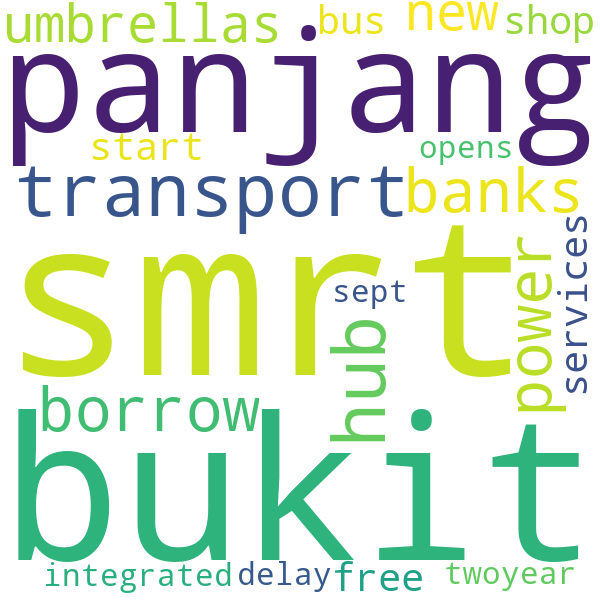 umbrellas
bus
new
shop
panjang
start
opens
transport
banks
smrt
sept
services
power
hub
borrow
bukit
integrated
delay
free
twoyear